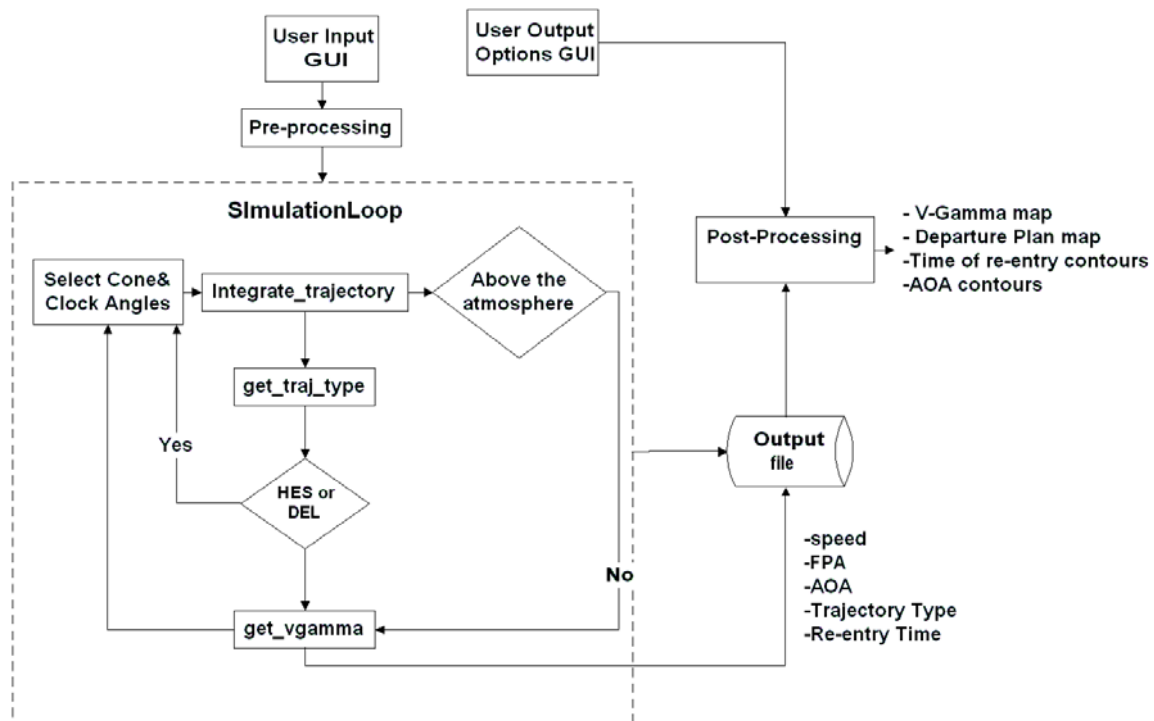 User Input
GUI
User Output
Options GUI
Pre-processing
SImulationLoop
Select Cone&
Clock Angles
Integrate_trajectory
Above the
atmosphere
get_traj_type
Yes
HES or
DEL
No
get_vgamma
Post-Processing
- V-Gamma map
- Departure Plan map
-Time of re-entry contours
-AOA contours
Output
file
-speed
-FPA
-AOA
-Trajectory Type
-Re-entry Time